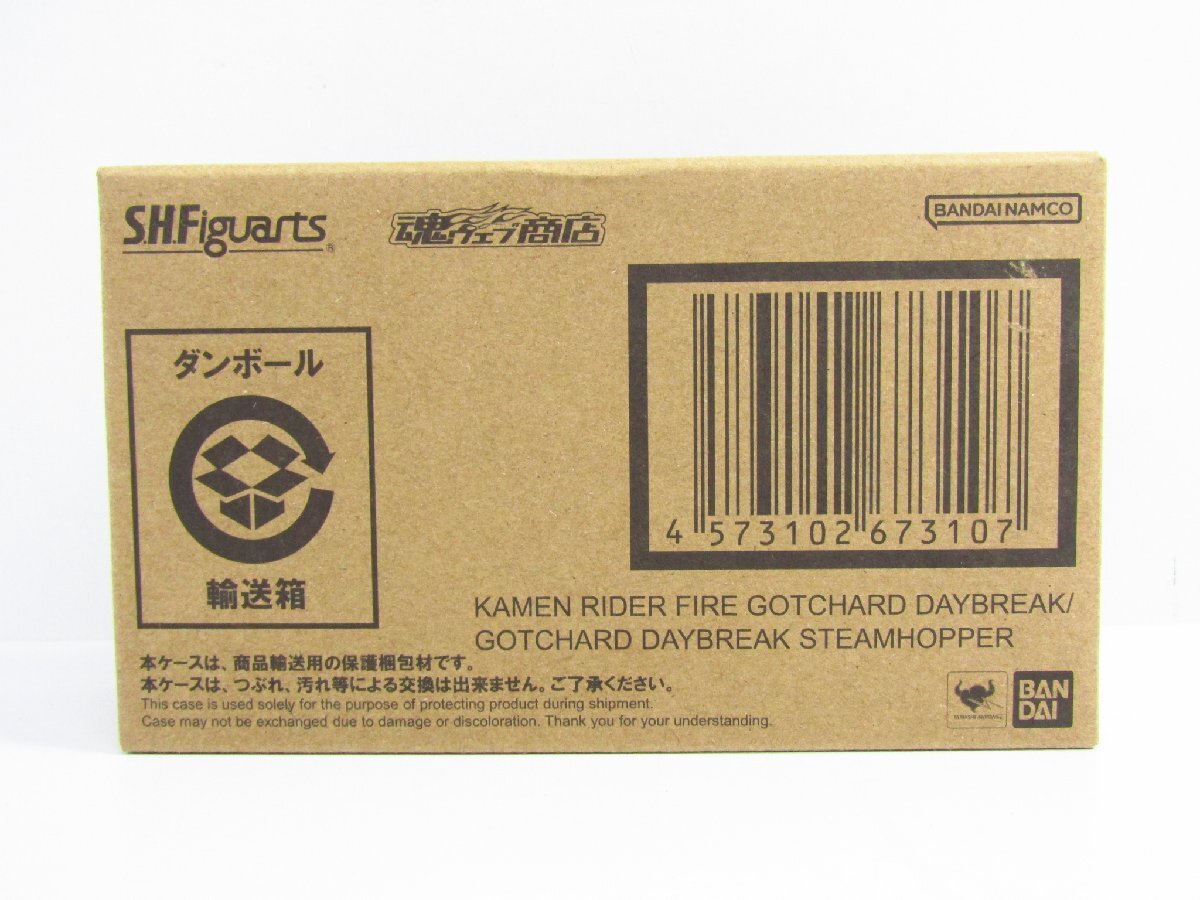 S.H.Figuarts®
魂ウェブ商店
BANDAI NAMCO
ダンボール
輸送箱
4 573102 673107
KAMEN RIDER FIRE GOTCHARD DAYBREAK/
GOTCHARD DAYBREAK STEAMHOPPER
本ケースは、商品輸送用の保護梱包材です。
本ケースは、つぶれ、汚れ等による交換は出来ません。ご了承ください。
This case is used solely for the purpose of protecting product during shipment.
Case may not be exchanged due to damage or discoloration. Thank you for your understanding.
BAN
DAI